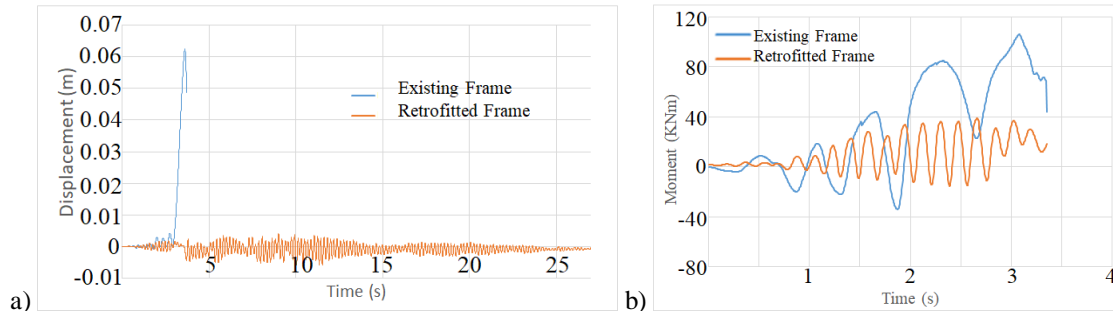 a)
Displacement (m)
0.07
0.06
0.05
0.04
0.03
0.02
0.01
0
-0.01
Existing Frame
Retrofitted Frame
5 10 15 20 25
Time (s)
b)
Moment (KNm)
120
80
40
0
-40
-80
Existing Frame
Retrofitted Frame
1 2 3 4
Time (s)